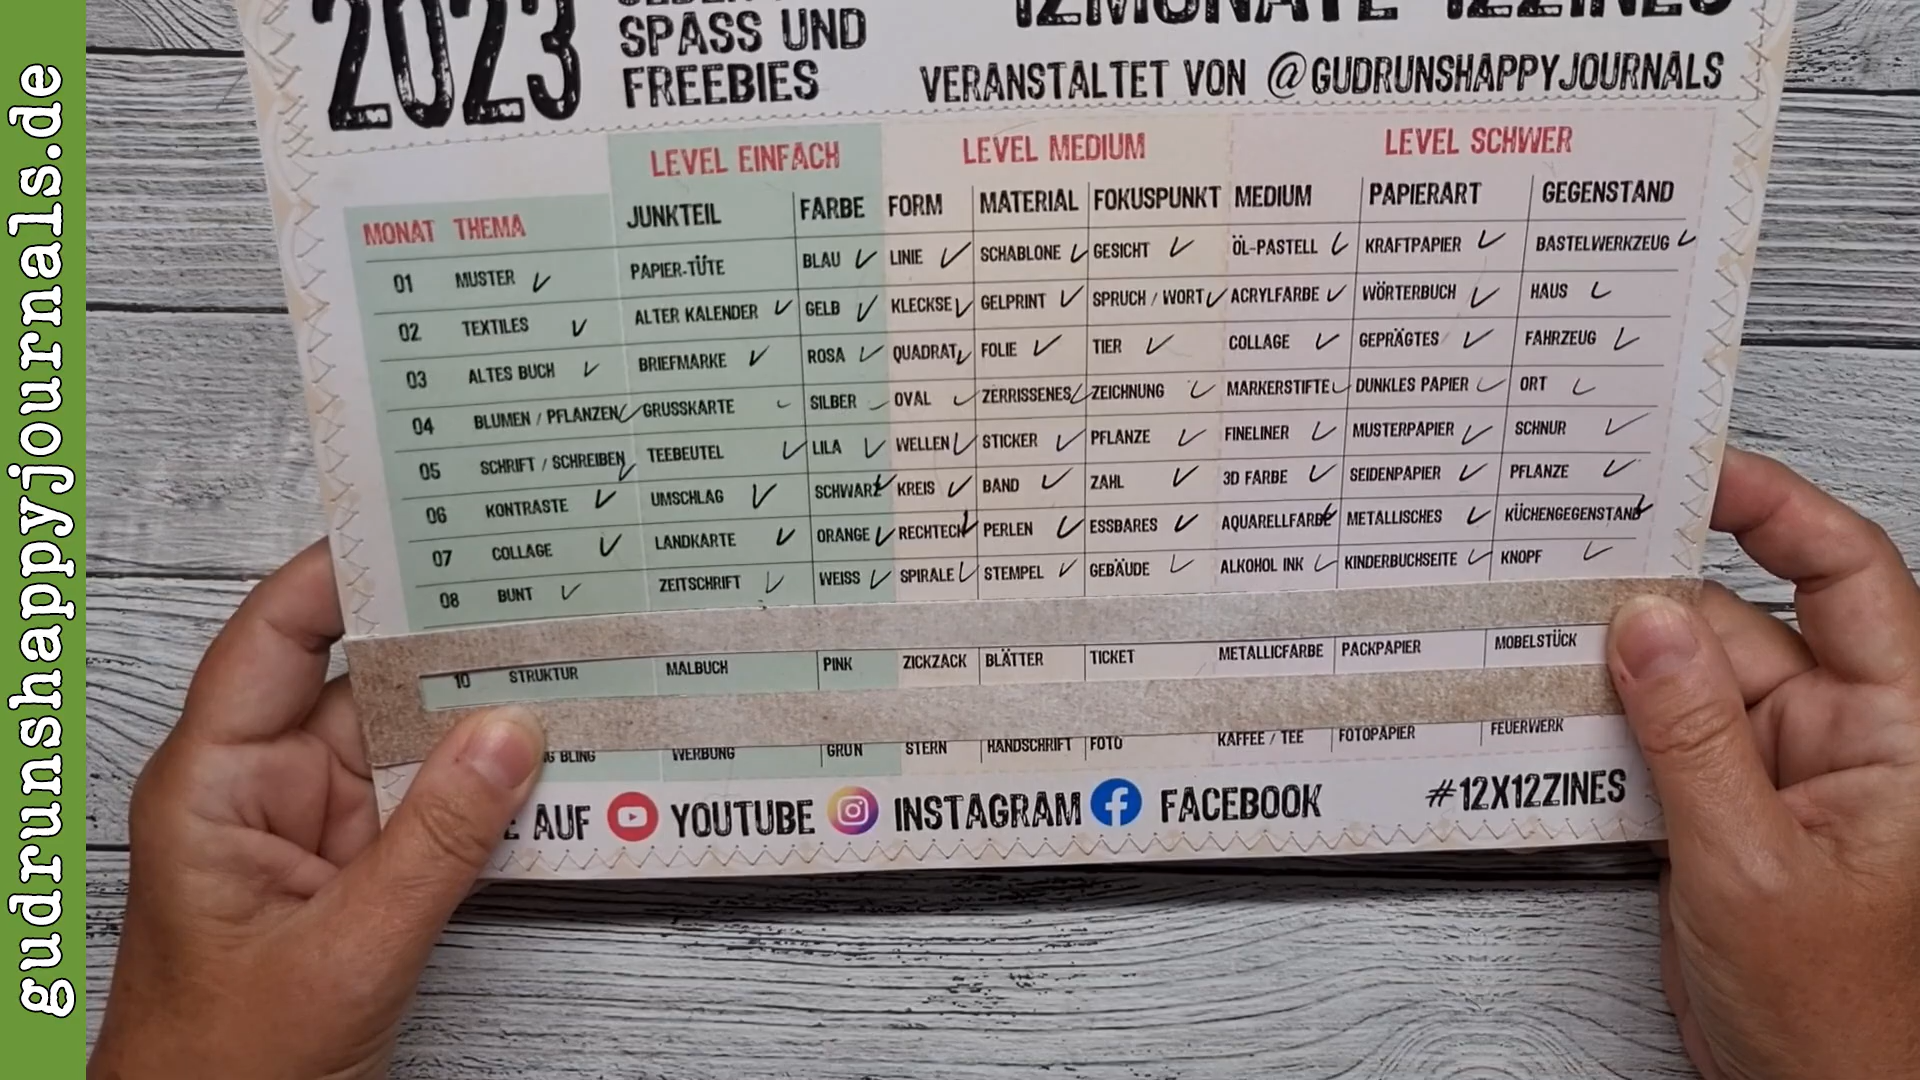 gudrunshappyjournals.de
2023
SPASS UND
FREEBIES
12MONATE 12ZINES
VERANSTALTET VON @GUDRUNSHAPPYJOURNALS
LEVEL EINFACH LEVEL MEDIUM LEVEL SCHWER
MONAT THEMA JUNKTEIL FARBE FORM MATERIAL FOKUSPUNKT MEDIUM PAPIERART GEGENSTAND
01 MUSTER PAPIER-TÜTE BLAU LINIE SCHABLONE GESICHT ÖL-PASTELL KRAFTPAPIER BASTELWERKZEUG
02 TEXTILES ALTER KALENDER GELB KLECKSE GELPRINT SPRUCH / WORT ACRYLFARBE WÖRTERBUCH HAUS
03 ALTES BUCH BRIEFMARKE ROSA QUADRAT FOLIE TIER COLLAGE GEPRÄGTES FAHRZEUG
04 BLUMEN / PFLANZEN GRUSSKARTE SILBER OVAL ZERRISSENES ZEICHNUNG MARKERSTIFTE DUNKLES PAPIER ORT
05 SCHRIFT / SCHREIBEN TEEBEUTEL LILA WELLEN STICKER PFLANZE FINELINER MUSTERPAPIER SCHNUR
06 KONTRASTE UMSCHLAG SCHWARZ KREIS BAND ZAHL 3D FARBE SEIDENPAPIER PFLANZE
07 COLLAGE LANDKARTE ORANGE RECHTECK PERLEN ESSBARES AQUARELLFARBE METALLISCHES KÜCHENGEGENSTAND
08 BUNT ZEITSCHRIFT WEISS SPIRALE STEMPEL GEBÄUDE ALKOHOL INK KINDERBUCHSEITE KNOPF
10 STRUKTUR MALBUCH PINK ZICKZACK BLÄTTER TICKET METALLICFARBE PACKPAPIER MÖBELSTÜCK
BLING WERBUNG GRÜN STERN HANDSCHRIFT FOTO KAFFEE / TEE FOTOPAPIER FEUERWERK
AUF YOUTUBE INSTAGRAM FACEBOOK #12X12ZINES